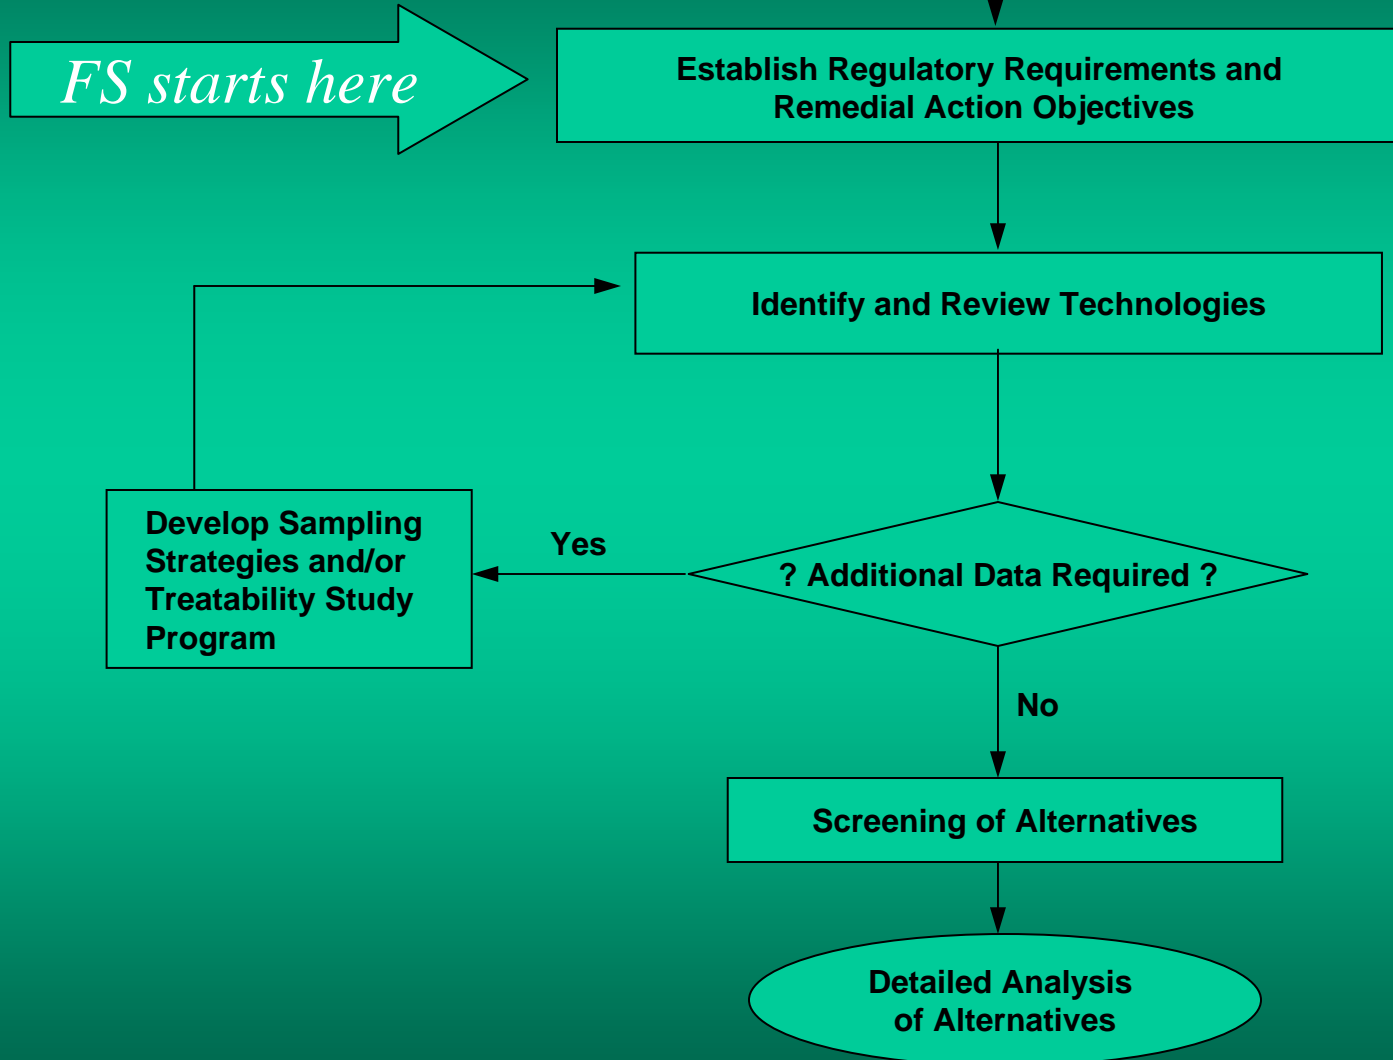 FS starts here
Establish Regulatory Requirements and
Remedial Action Objectives
Identify and Review Technologies
Develop Sampling
Strategies and/or
Treatability Study
Program
Yes
? Additional Data Required ?
No
Screening of Alternatives
Detailed Analysis
of Alternatives